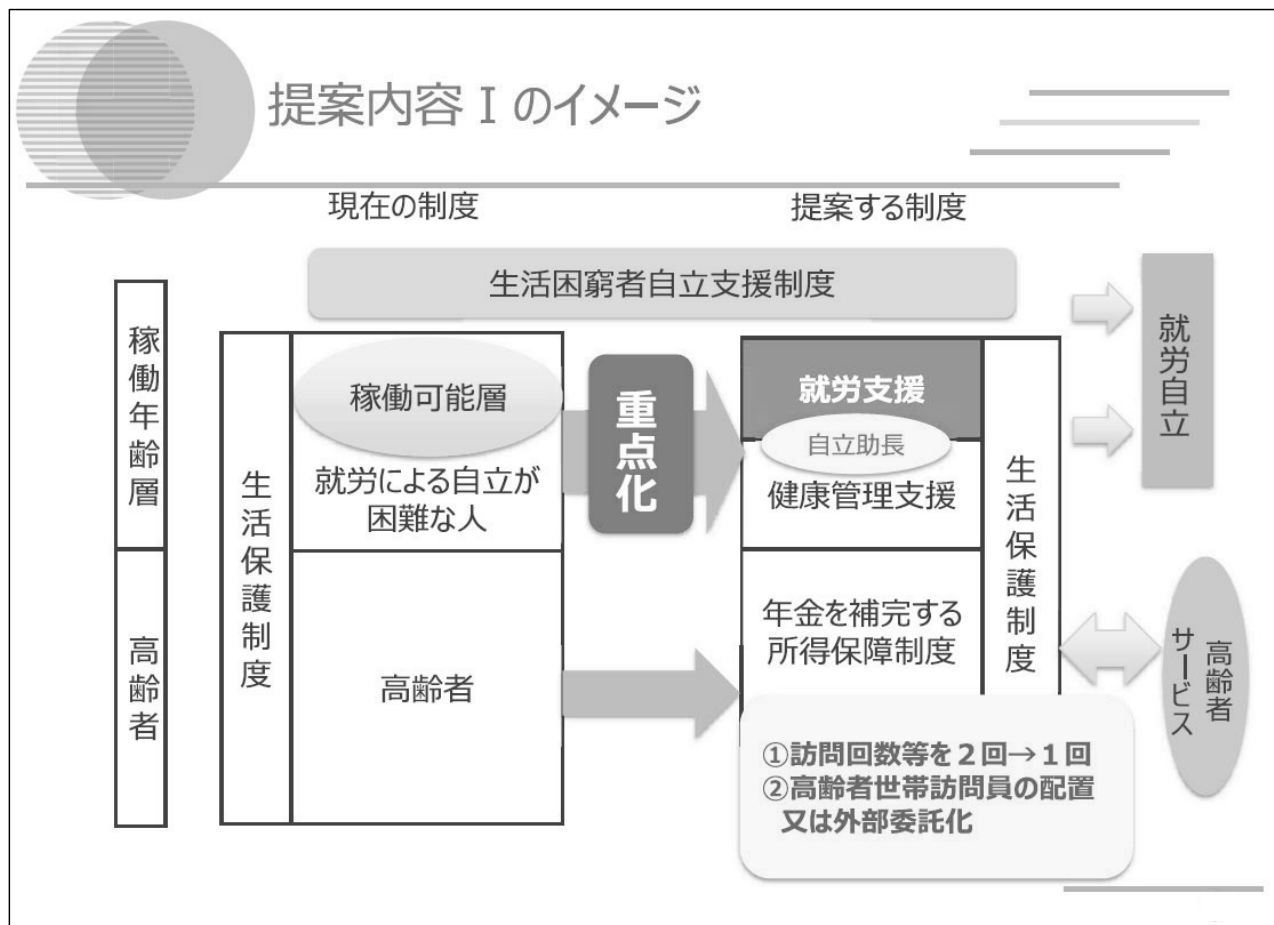 提案内容Ⅰのイメージ
現在の制度
提案する制度
生活困窮者自立支援制度
稼働年齢層
高齢者
生活保護制度
稼働可能層
就労による自立が
困難な人
高齢者
重点化
就労支援
自立助長
健康管理支援
年金を補完する
所得保障制度
生活保護制度
①訪問回数等を２回→１回
②高齢者世帯訪問員の配置
又は外部委託化
就労自立
高齢者
サービス